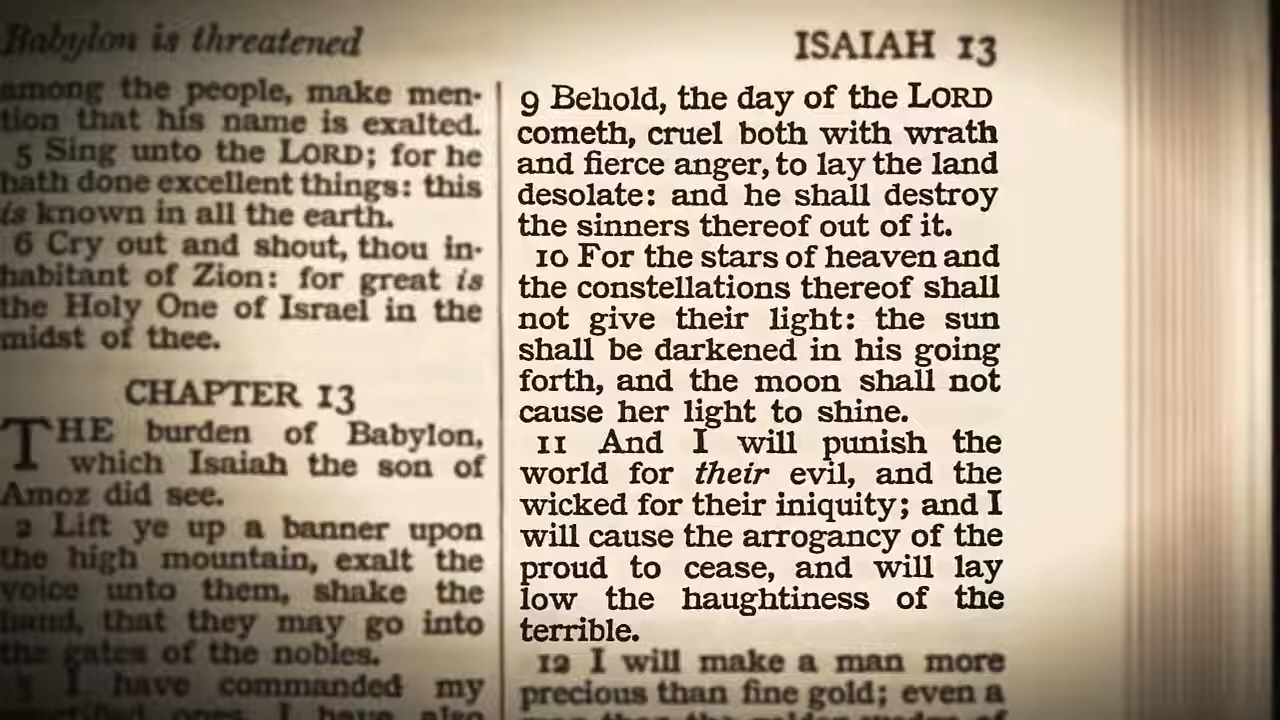 Babylon is threatened
ISAIAH 13
among the people, make men-
tion that his name is exalted.
5 Sing unto the LORD; for he
hath done excellent things: this
is known in all the earth.
6 Cry out and shout, thou in-
habitant of Zion: for great is
the Holy One of Israel in the
midst of thee.
CHAPTER 13
THE burden of Babylon,
which Isaiah the son of
Amoz did see.
2 Lift ye up a banner upon
the high mountain, exalt the
voice unto them, shake the
hand, that they may go into
the gates of the nobles.
3 I have commanded my
ones, I have also
9 Behold, the day of the LORD
cometh, cruel both with wrath
and fierce anger, to lay the land
desolate: and he shall destroy
the sinners thereof out of it.
10 For the stars of heaven and
the constellations thereof shall
not give their light: the sun
shall be darkened in his going
forth, and the moon shall not
cause her light to shine.
11 And I will punish the
world for their evil, and the
wicked for their iniquity; and I
will cause the arrogancy of the
proud to cease, and will lay
low the haughtiness of the
terrible.
12 I will make a man more
precious than fine gold; even a
man than the golden wedge of